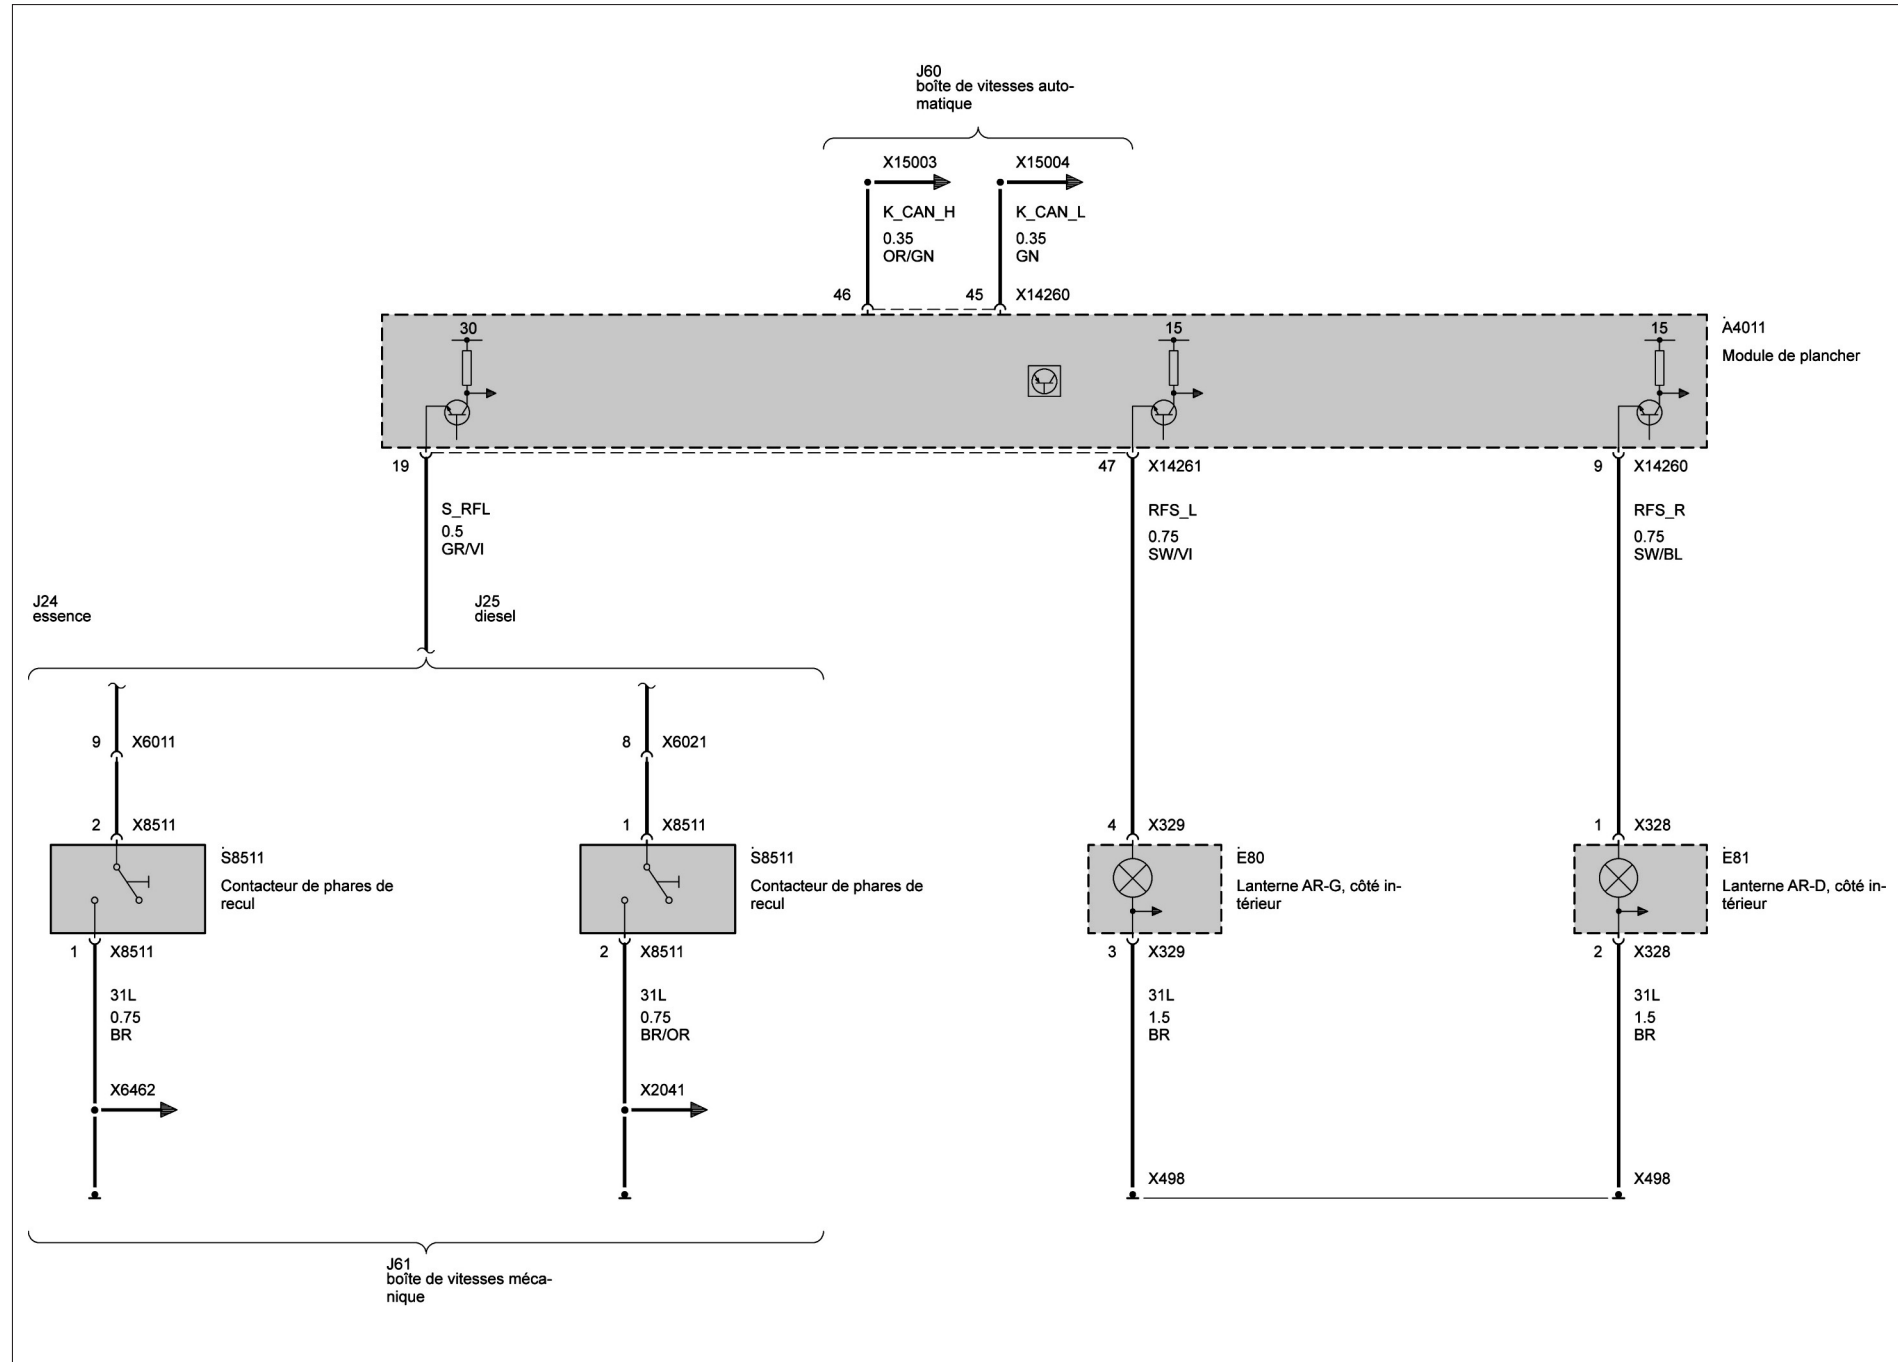 J60
boîte de vitesses auto-
matique
X15003
X15004
K_CAN_H
K_CAN_L
0.35
0.35
OR/GN
GN
46
45
X14260
30
15
15
A4011
Module de plancher
19
47
X14261
9
X14260
S_RFL
0.5
GR/VI
RFS_L
0.75
SW/VI
RFS_R
0.75
SW/BL
J24
essence
J25
diesel
9
X6011
8
X6021
2
X8511
1
X8511
4
X329
1
X328
S8511
Contacteur de phares de
recul
S8511
Contacteur de phares de
recul
E80
Lanterne AR-G, côté in-
térieur
E81
Lanterne AR-D, côté in-
térieur
1
X8511
2
X8511
3
X329
2
X328
31L
0.75
BR
31L
0.75
BR/OR
31L
1.5
BR
31L
1.5
BR
X6462
X2041
X498
X498
J61
boîte de vitesses méca-
nique